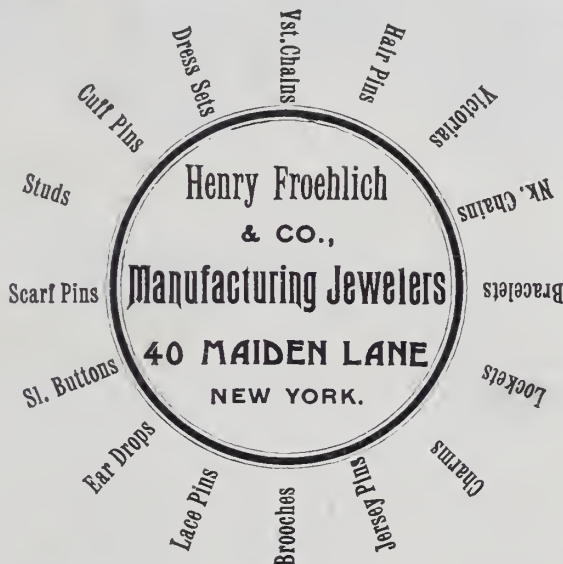 Henry Froehlich
& CO.,
Manufacturing Jewelers
40 MAIDEN LANE
NEW YORK.
Vst. Chains
Hair Pins
Victorias
Nk. Chains
Bracelets
Lockets
Charms
Jersey Pins
Brooches
Lace Pins
Ear Drops
Sl. Buttons
Scarf Pins
Studs
Cuff Pins
Dress Sets